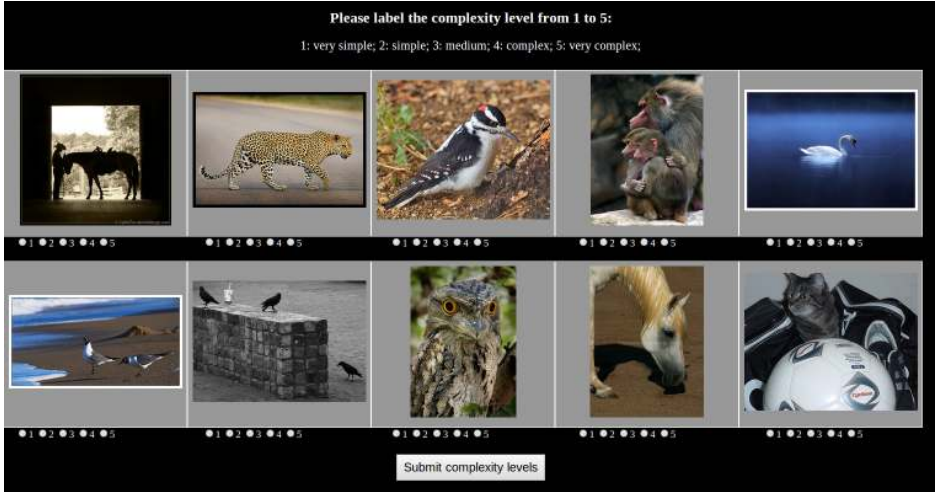 Please label the complexity level from 1 to 5:
1: very simple; 2: simple; 3: medium; 4: complex; 5: very complex;
1 2 3 4 5 1 2 3 4 5 1 2 3 4 5 1 2 3 4 5 1 2 3 4 5
1 2 3 4 5 1 2 3 4 5 1 2 3 4 5 1 2 3 4 5 1 2 3 4 5
Submit complexity levels